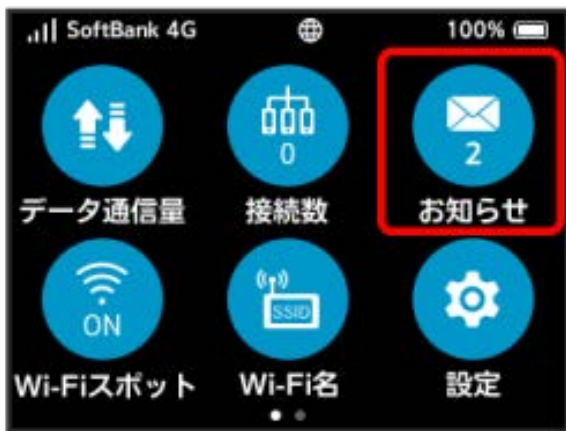 SoftBank 4G 100%
0 2
データ通信量 接続数 お知らせ
ON SSID
Wi-Fiスポット Wi-Fi名 設定